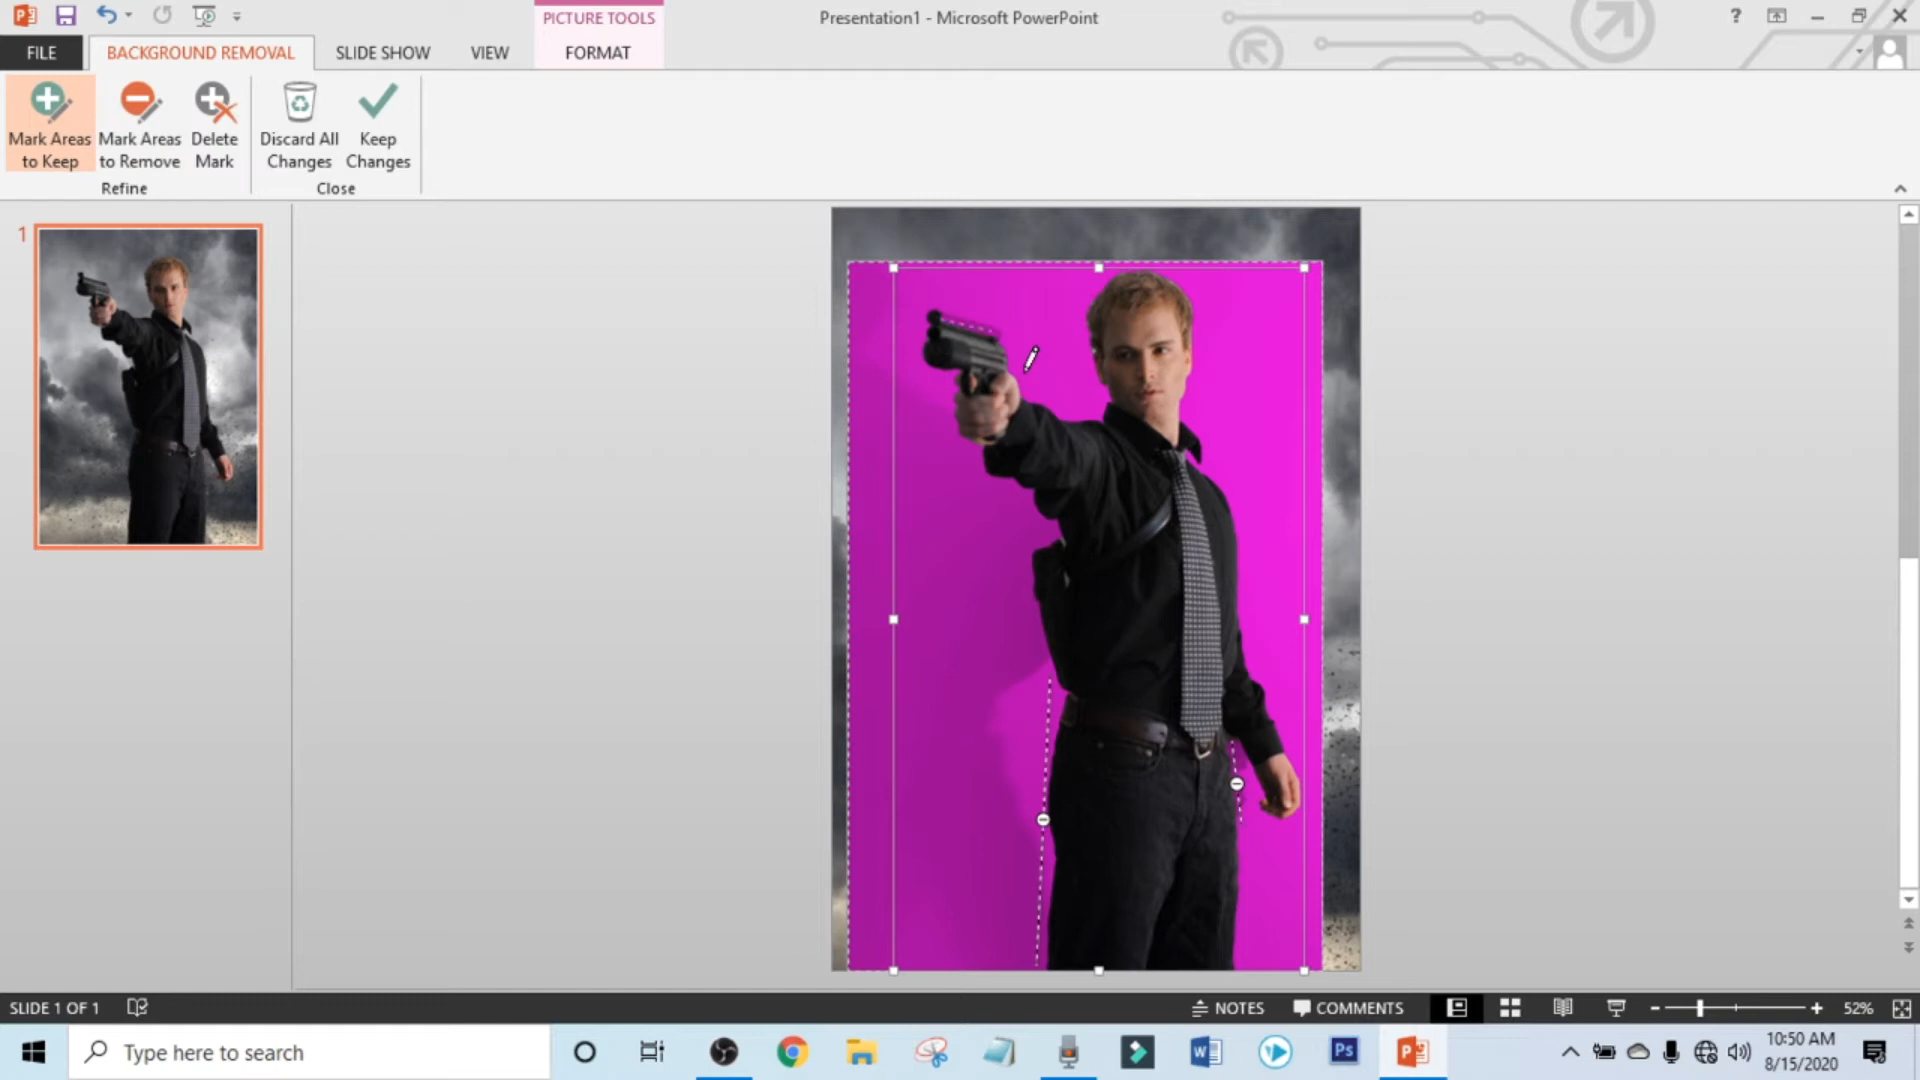 PICTURE TOOLS
Presentation1 - Microsoft PowerPoint
?
FILE
BACKGROUND REMOVAL
SLIDE SHOW
VIEW
FORMAT
Mark Areas
to Keep
Mark Areas
to Remove
Delete
Mark
Discard All
Changes
Keep
Changes
Refine
Close
1
SLIDE 1 OF 1
NOTES
COMMENTS
52%
Type here to search
Ps
10:50 AM
8/15/2020